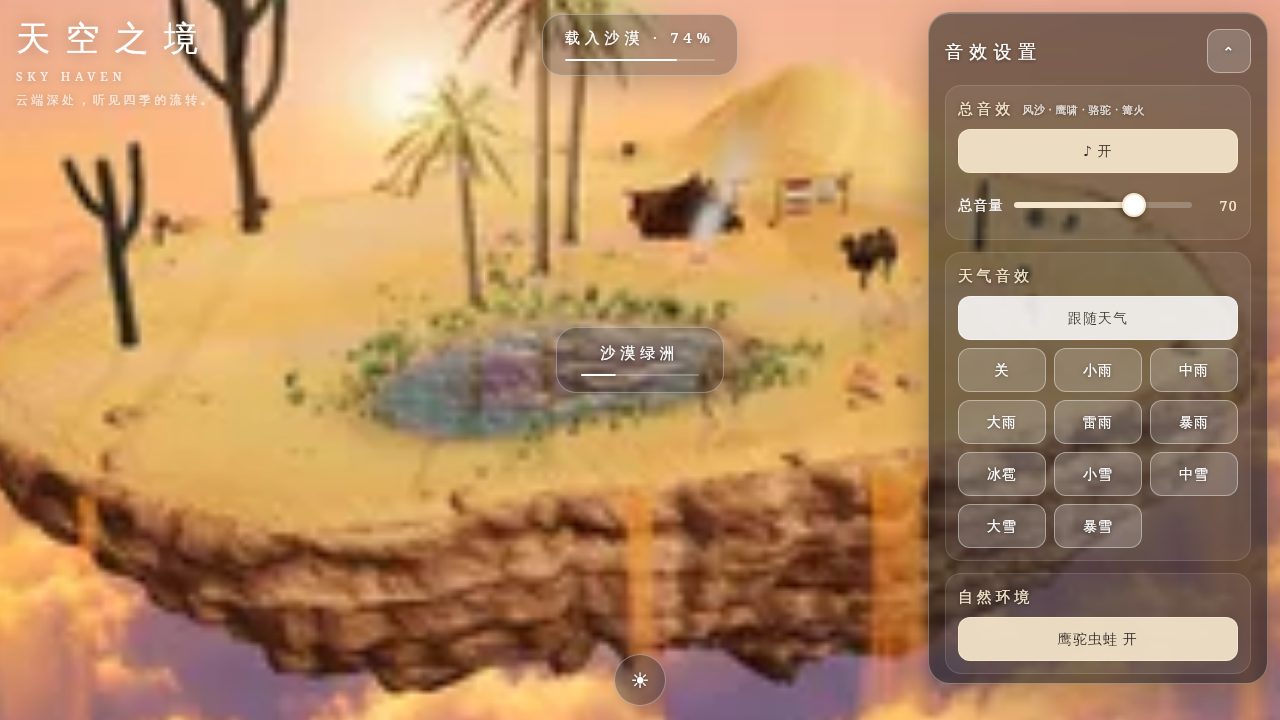 天空之境
SKY HAVEN
云端深处，听见四季的流转。
载入沙漠 · 74%
沙漠绿洲
音效设置
总音效 风沙·鹰啸·骆驼·篝火
♪ 开
总音量 70
天气音效
跟随天气
关 小雨 中雨
大雨 雷雨 暴雨
冰雹 小雪 中雪
大雪 暴雪
自然环境
鹰驼虫蛙 开